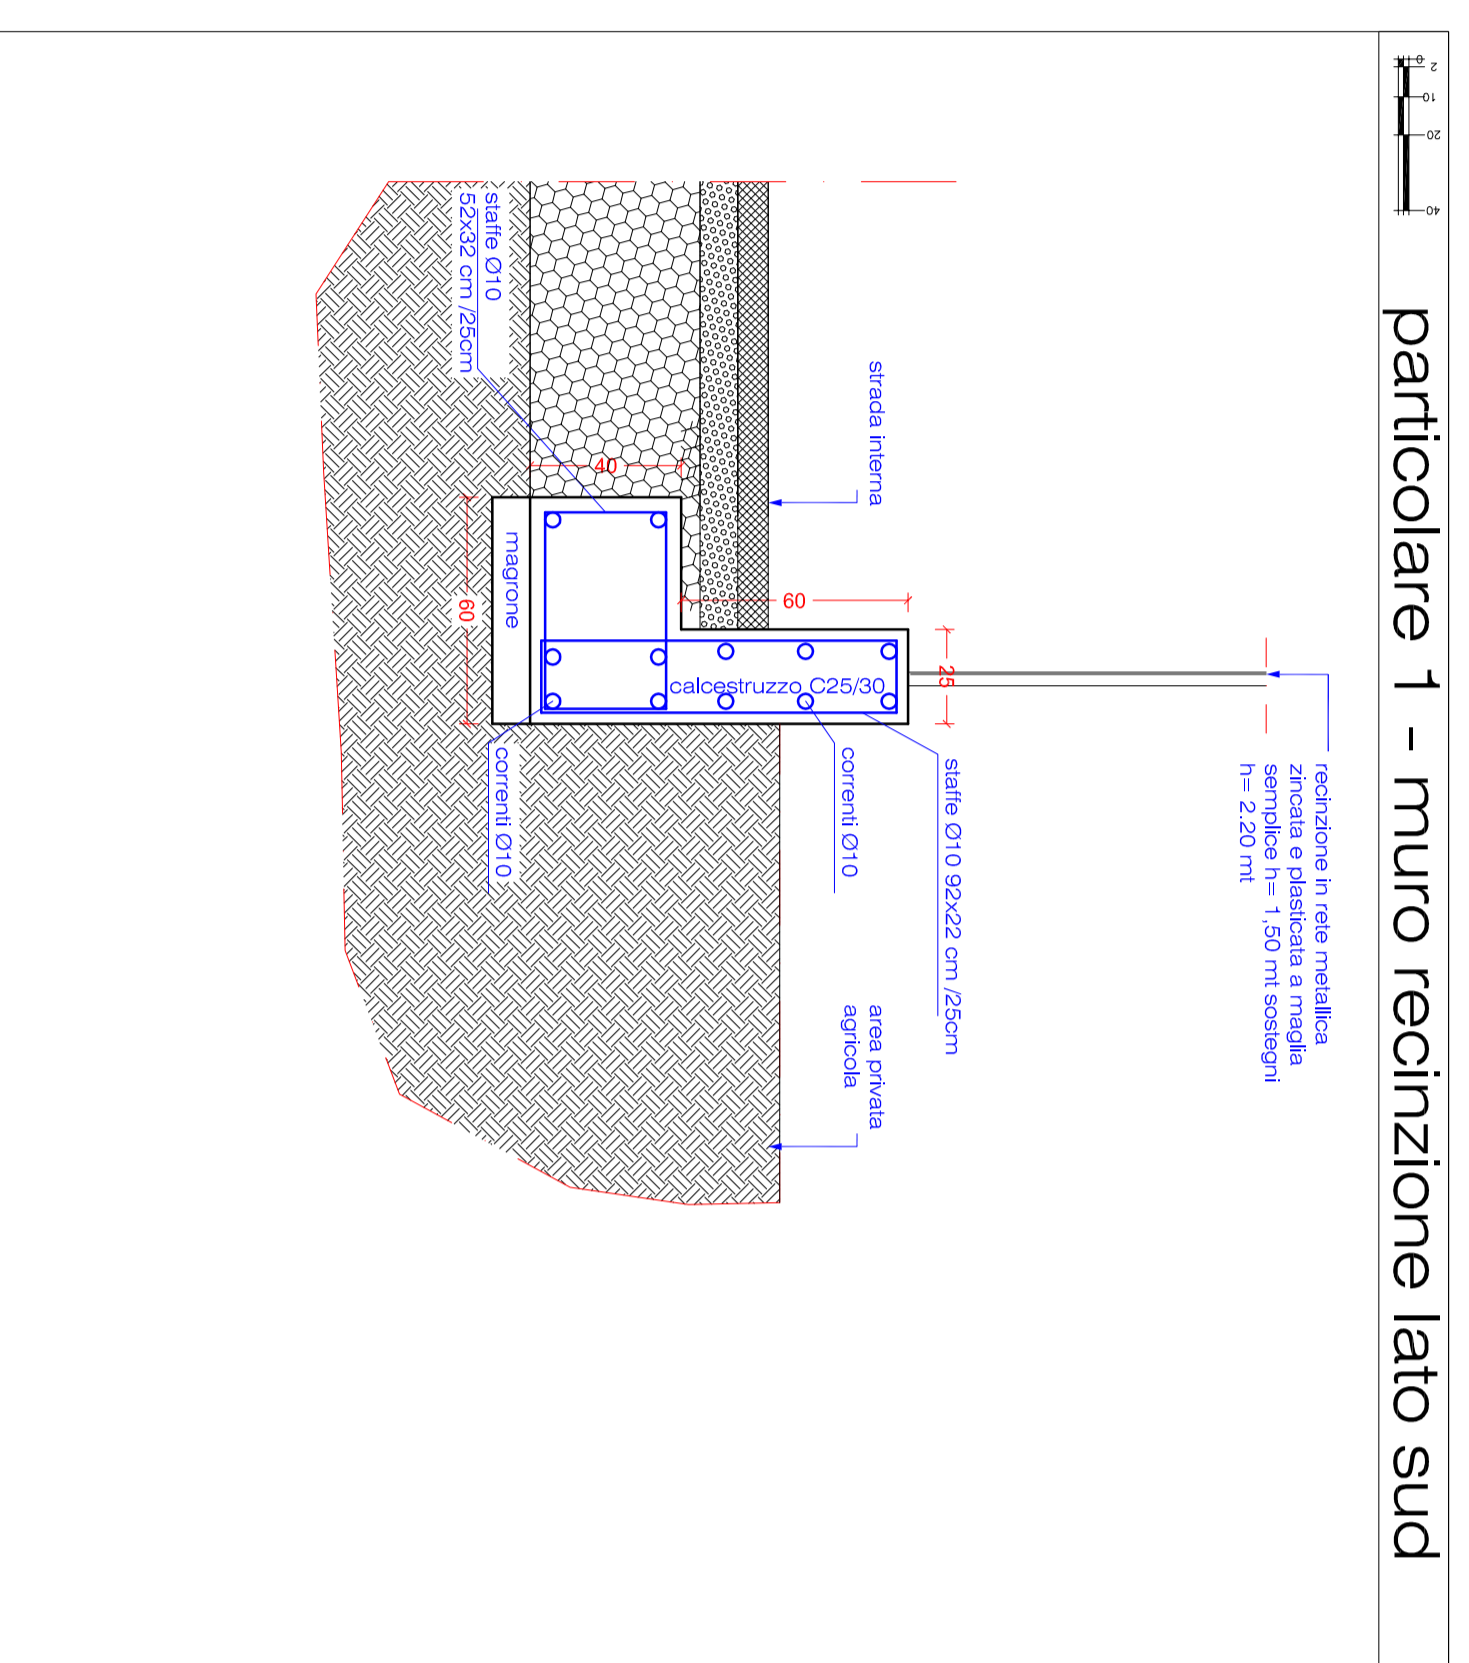 particolare 1 - muro recinzione lato sud
0 2 10 20 40
recinzione in rete metallica
zincata e plasticata a maglia
semplice h= 1,50 mt sostegni
h= 2.20 mt
25
staffe Ø10 92x22 cm /25cm
strada interna
area privata
agricola
60
correnti Ø10
calcestruzzo C25/30
40
magrone
correnti Ø10
staffe Ø10
52x32 cm /25cm
60